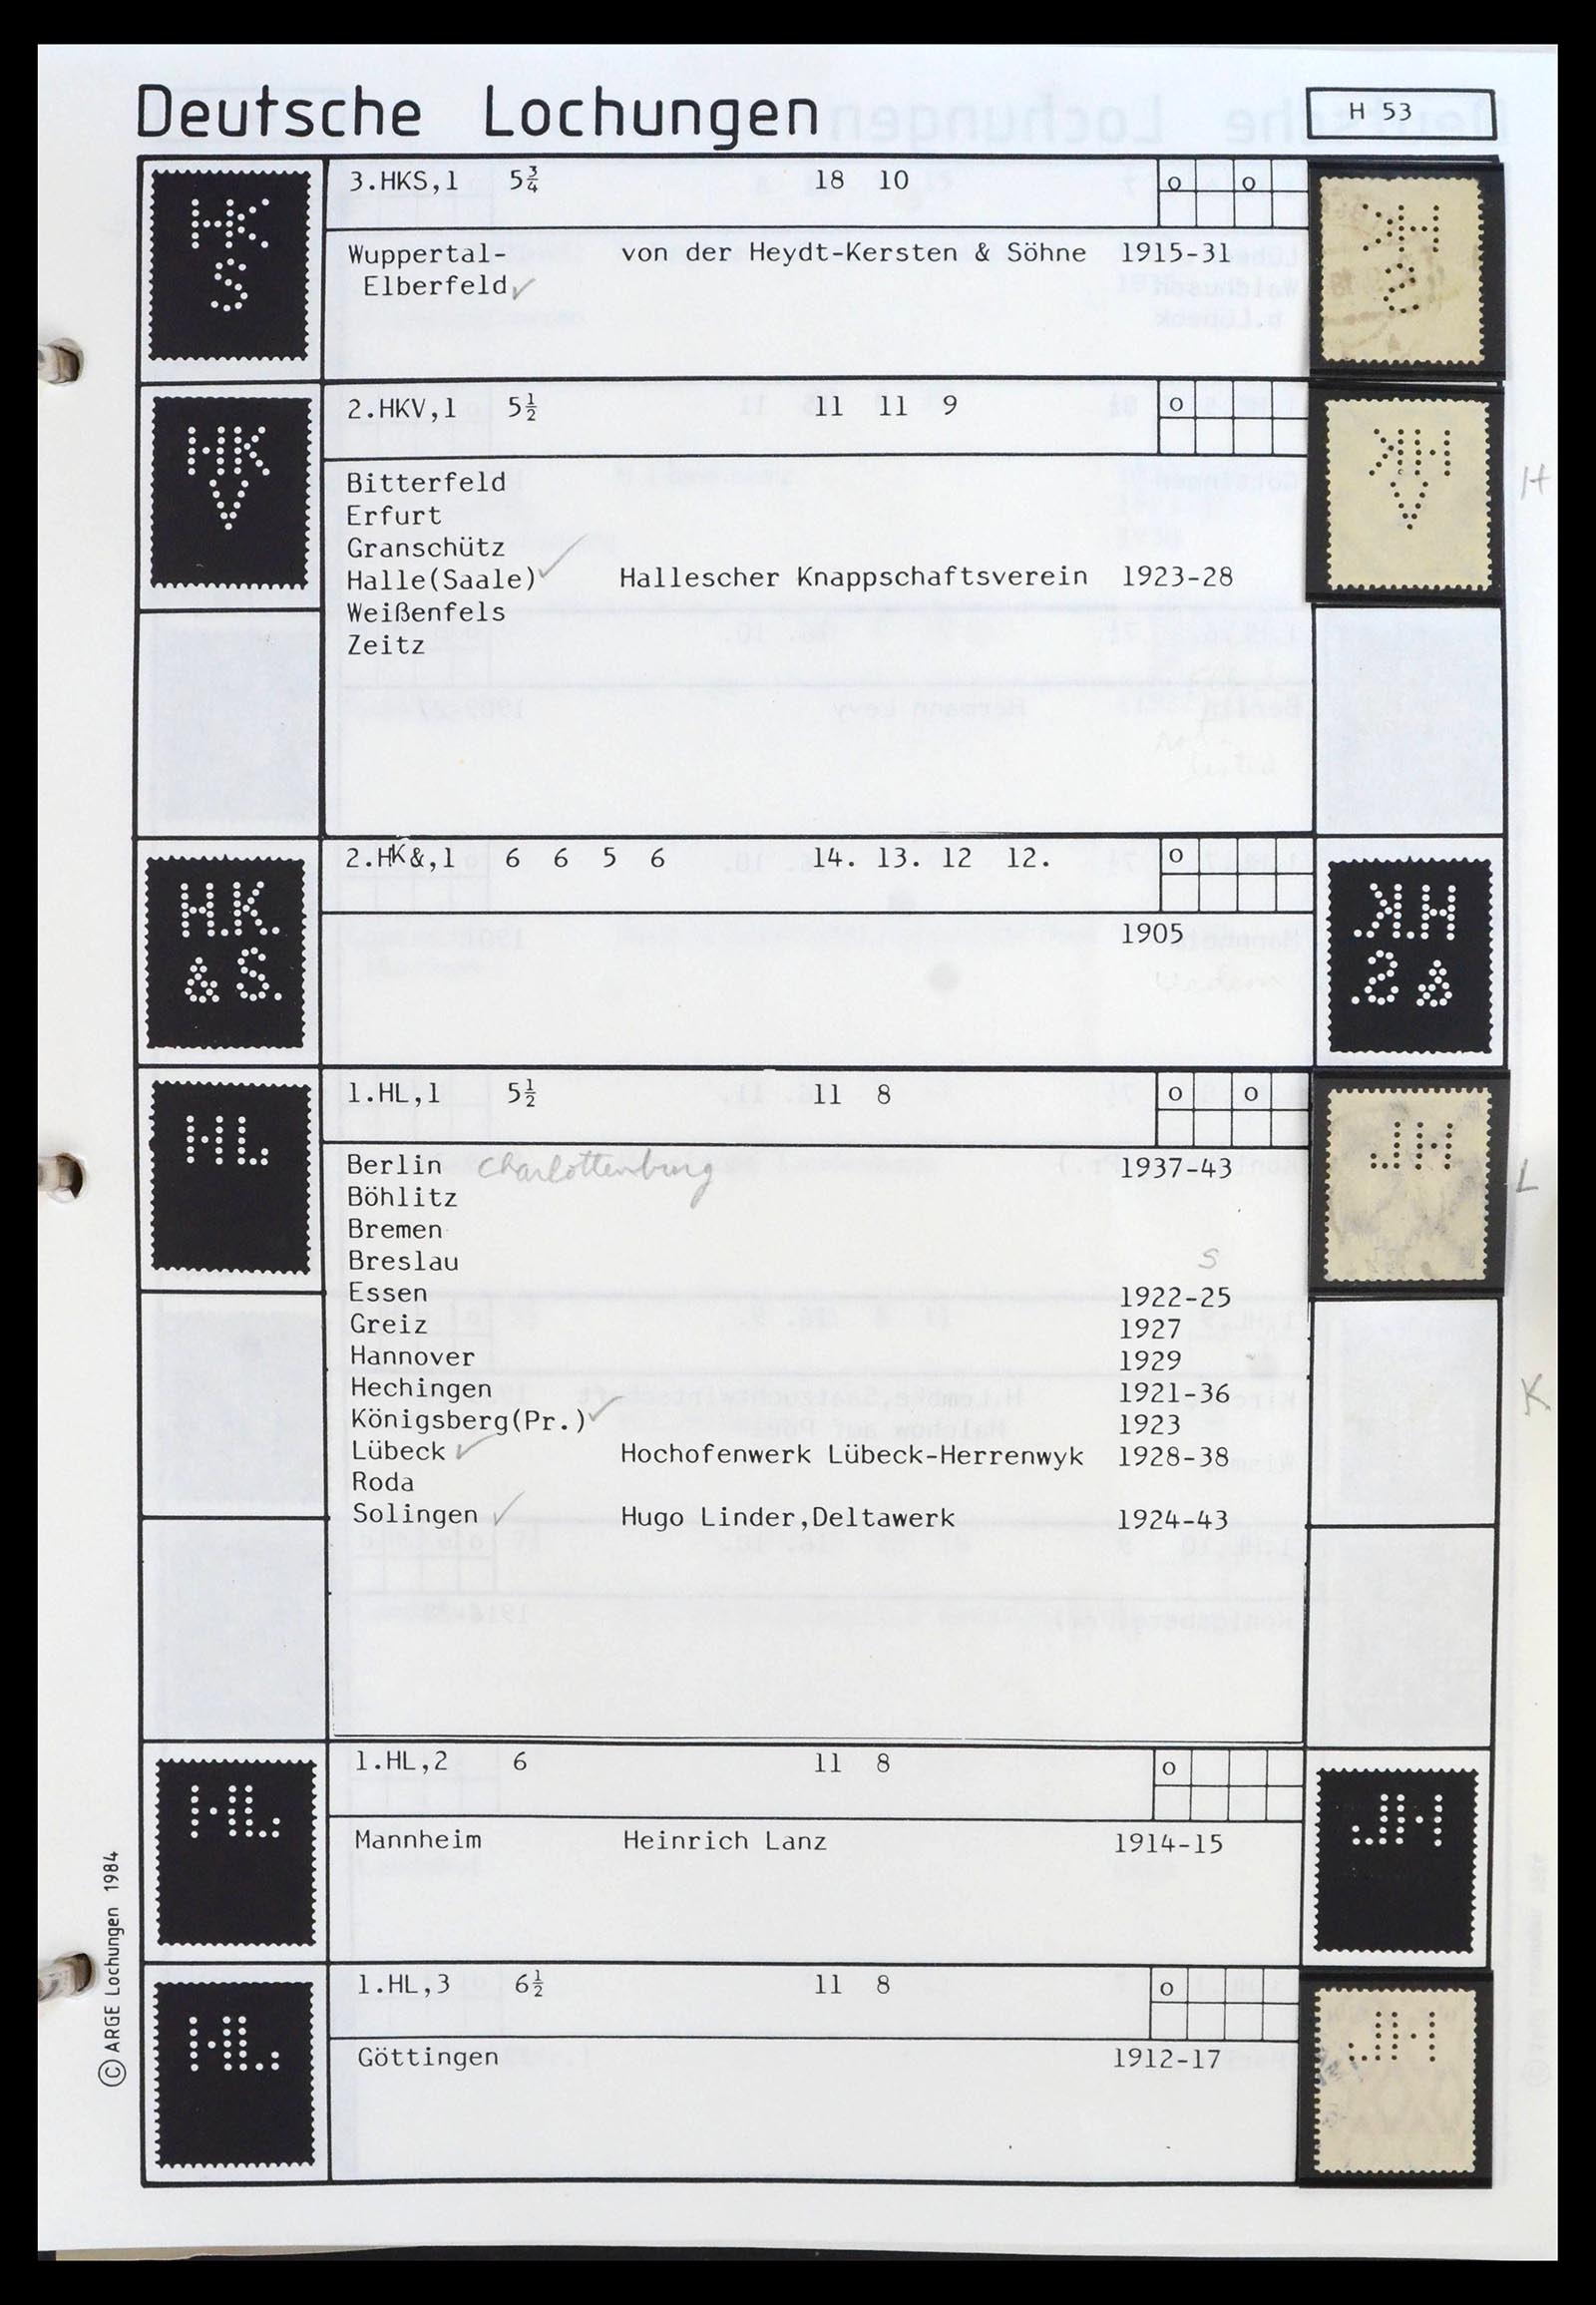 Deutsche Lochungen
H 53
HK.
S
3.HKS,1 5¾ 18 10 o o
Wuppertal- von der Heydt-Kersten & Söhne 1915-31
Elberfeld ✓
HK
V
2.HKV,1 5½ 11 11 9 o
H
Bitterfeld
Erfurt
Granschütz
Halle(Saale) ✓ Hallescher Knappschaftsverein 1923-28
Weißenfels
Zeitz
H.K.
& S.
2.HK&,1 6 6 5 6 14. 13. 12 12. o
1905
HL
1.HL,1 5½ 11 8 o o
Berlin Charlottenburg 1937-43
L
Böhlitz
Bremen
Breslau
S
Essen 1922-25
Greiz 1927
Hannover 1929
Hechingen 1921-36
K
Königsberg(Pr.) ✓ 1923
Lübeck ✓ Hochofenwerk Lübeck-Herrenwyk 1928-38
Roda
Solingen ✓ Hugo Linder,Deltawerk 1924-43
HL
1.HL,2 6 11 8 o
Mannheim Heinrich Lanz 1914-15
HL
1.HL,3 6½ 11 8 o
Göttingen 1912-17
© ARGE Lochungen 1984